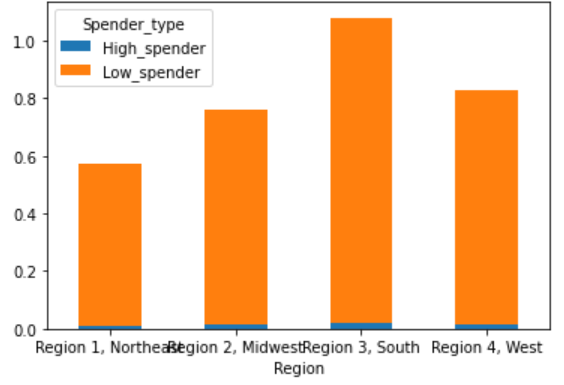 Spender_type
High_spender
Low_spender
1.0
0.8
0.6
0.4
0.2
0.0
Region 1, Northeast Region 2, Midwest Region 3, South Region 4, West
Region